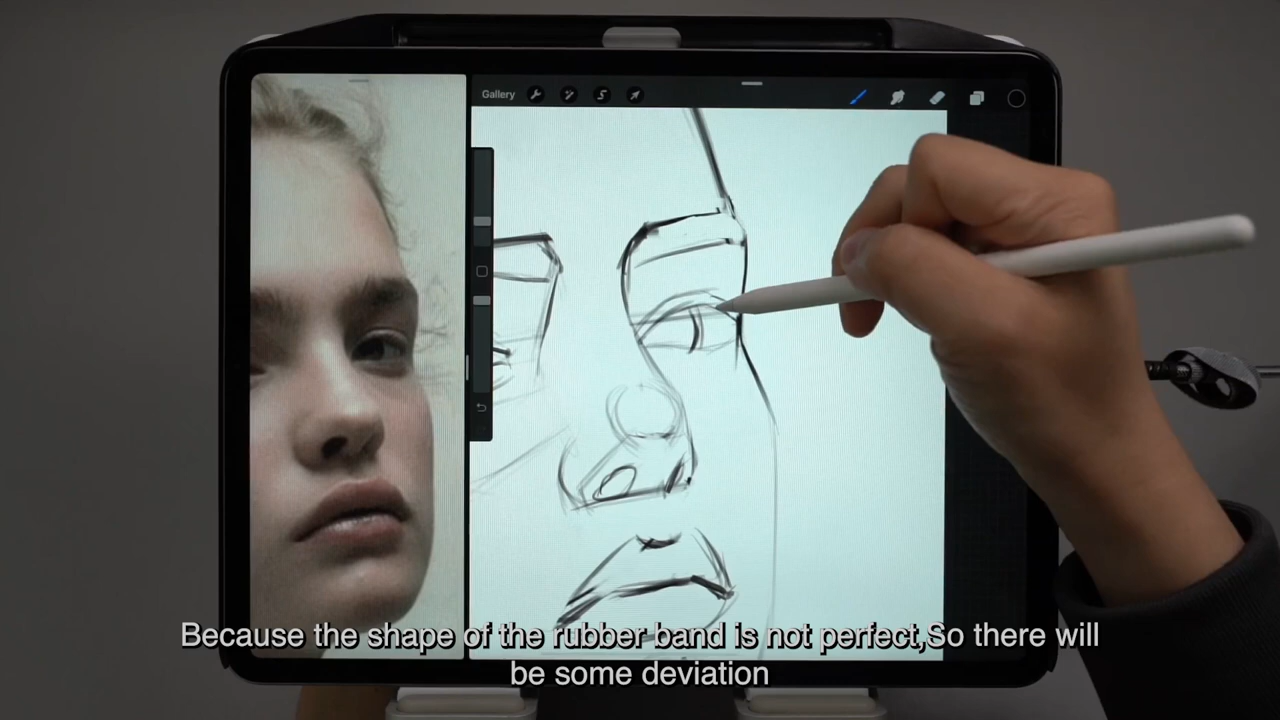 Gallery
Because the shape of the rubber band is not perfect,So there will
be some deviation